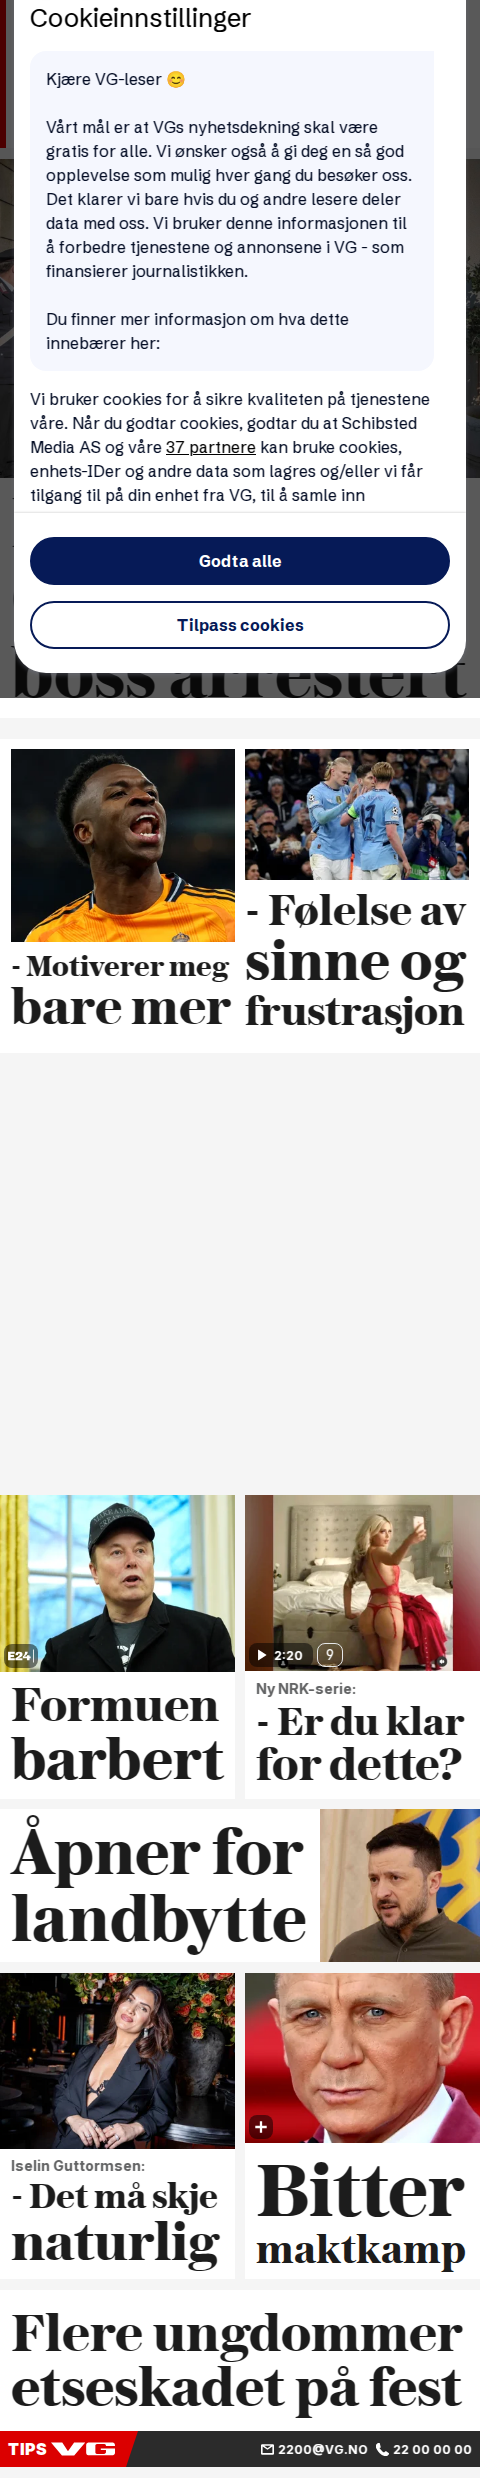 Cookieinnstillinger
Kjære VG-leser 😊
Vårt mål er at VGs nyhetsdekning skal være
gratis for alle. Vi ønsker også å gi deg en så god
opplevelse som mulig hver gang du besøker oss.
Det klarer vi bare hvis du og andre lesere deler
data med oss. Vi bruker denne informasjonen til
å forbedre tjenestene og annonsene i VG - som
finansierer journalistikken.
Du finner mer informasjon om hva dette
innebærer her:
Vi bruker cookies for å sikre kvaliteten på tjenestene
våre. Når du godtar cookies, godtar du at Schibsted
Media AS og våre 37 partnere kan bruke cookies,
enhets-IDer og andre data som lagres og/eller vi får
tilgang til på din enhet fra VG, til å samle inn
Godta alle
Tilpass cookies
boss arrestert
- Motiverer meg
bare mer
- Følelse av
sinne og
frustrasjon
E24
Formuen
barbert
2:20
9
Ny NRK-serie:
- Er du klar
for dette?
Åpner for
landbytte
Iselin Guttormsen:
- Det må skje
naturlig
Bitter
maktkamp
Flere ungdommer
etseskadet på fest
TIPS VG 2200@VG.NO 22 00 00 00